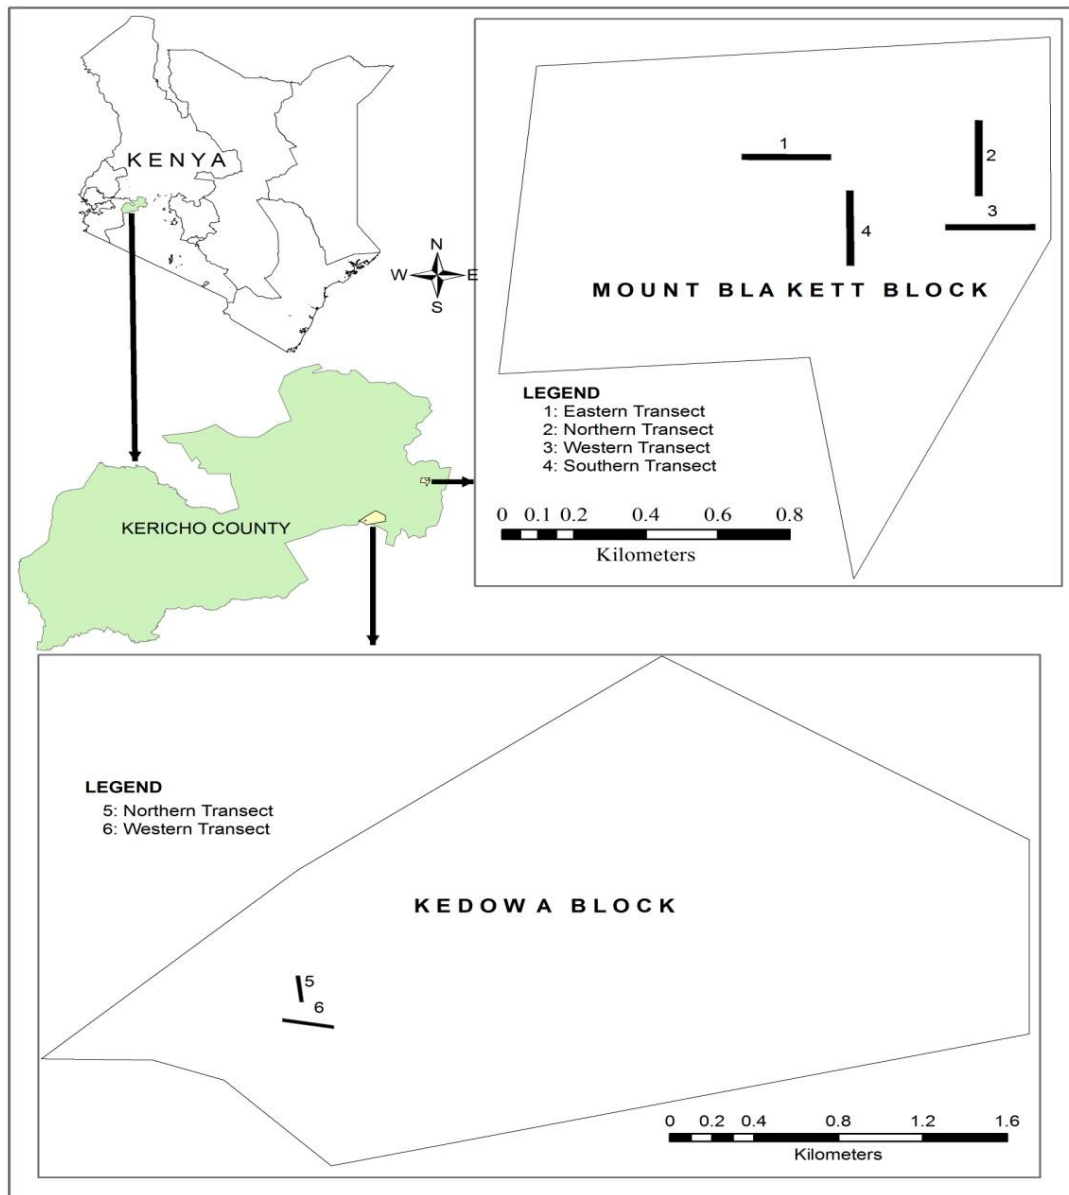 KENYA
N
W E
S
KERICHO COUNTY
1
2
3
4
MOUNT BLAKETT BLOCK
LEGEND
1: Eastern Transect
2: Northern Transect
3: Western Transect
4: Southern Transect
0 0.1 0.2 0.4 0.6 0.8
Kilometers
LEGEND
5: Northern Transect
6: Western Transect
KEDOWA BLOCK
5
6
0 0.2 0.4 0.8 1.2 1.6
Kilometers